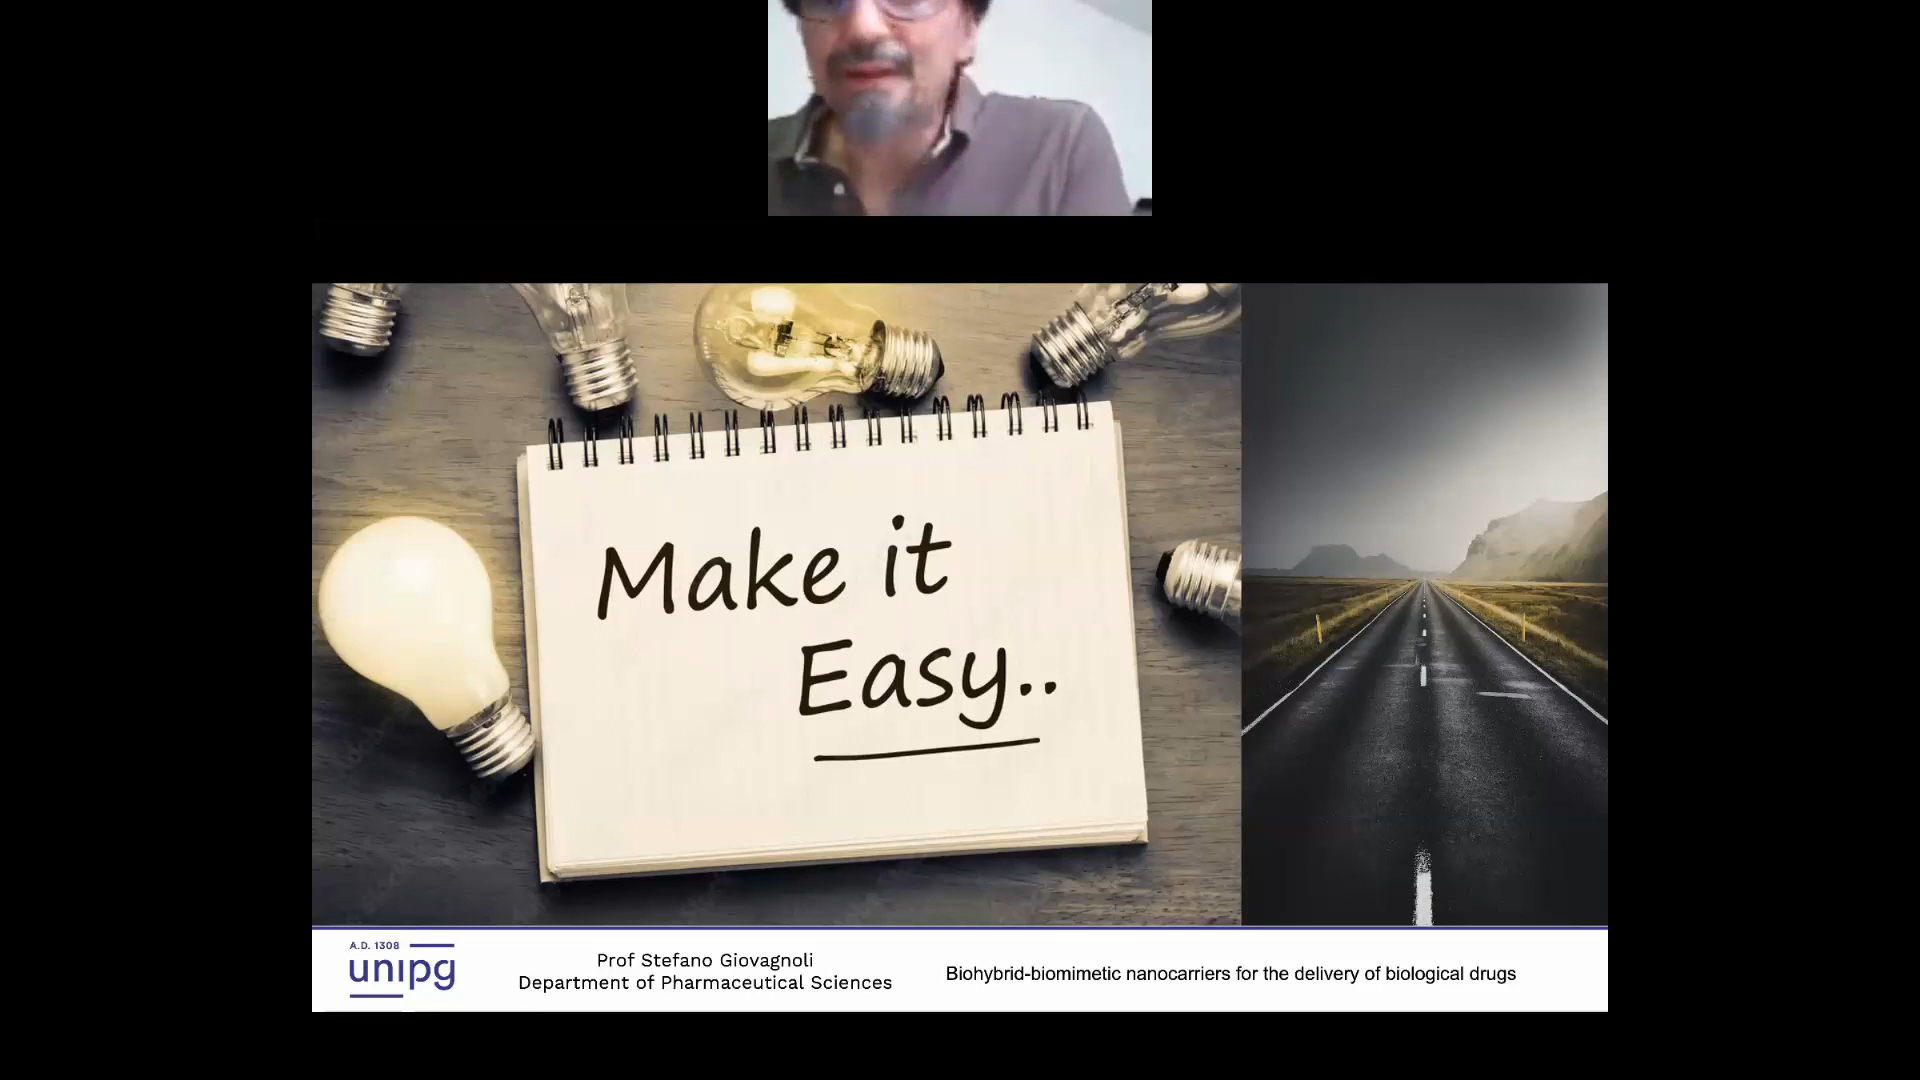 Make it
Easy..
A.D. 1308
unipg
Prof Stefano Giovagnoli
Department of Pharmaceutical Sciences
Biohybrid-biomimetic nanocarriers for the delivery of biological drugs